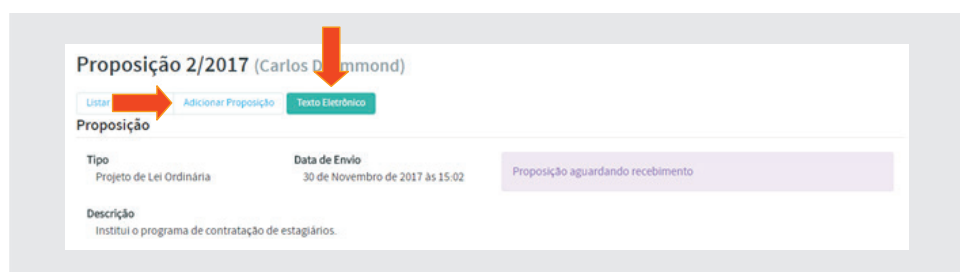 Proposição 2/2017 (Carlos D mmond)
Listar Adicionar Proposição Texto Eletrônico
Proposição
Tipo Data de Envio
Projeto de Lei Ordinária 30 de Novembro de 2017 às 15:02 Proposição aguardando recebimento
Descrição
Institui o programa de contratação de estagiários.